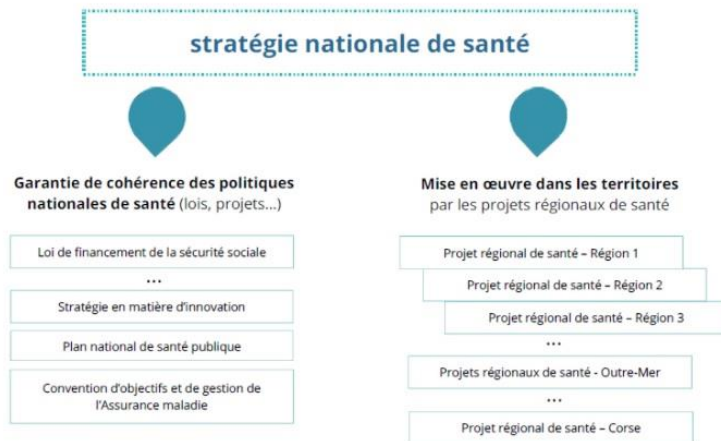 stratégie nationale de santé
Garantie de cohérence des politiques
nationales de santé (lois, projets...)
Loi de financement de la sécurité sociale
...
Stratégie en matière d'innovation
Plan national de santé publique
Convention d'objectifs et de gestion de
l'Assurance maladie
Mise en œuvre dans les territoires
par les projets régionaux de santé
Projet régional de santé – Région 1
Projet régional de santé – Région 2
Projet régional de santé – Région 3
...
Projets régionaux de santé - Outre-Mer
...
Projet régional de santé – Corse